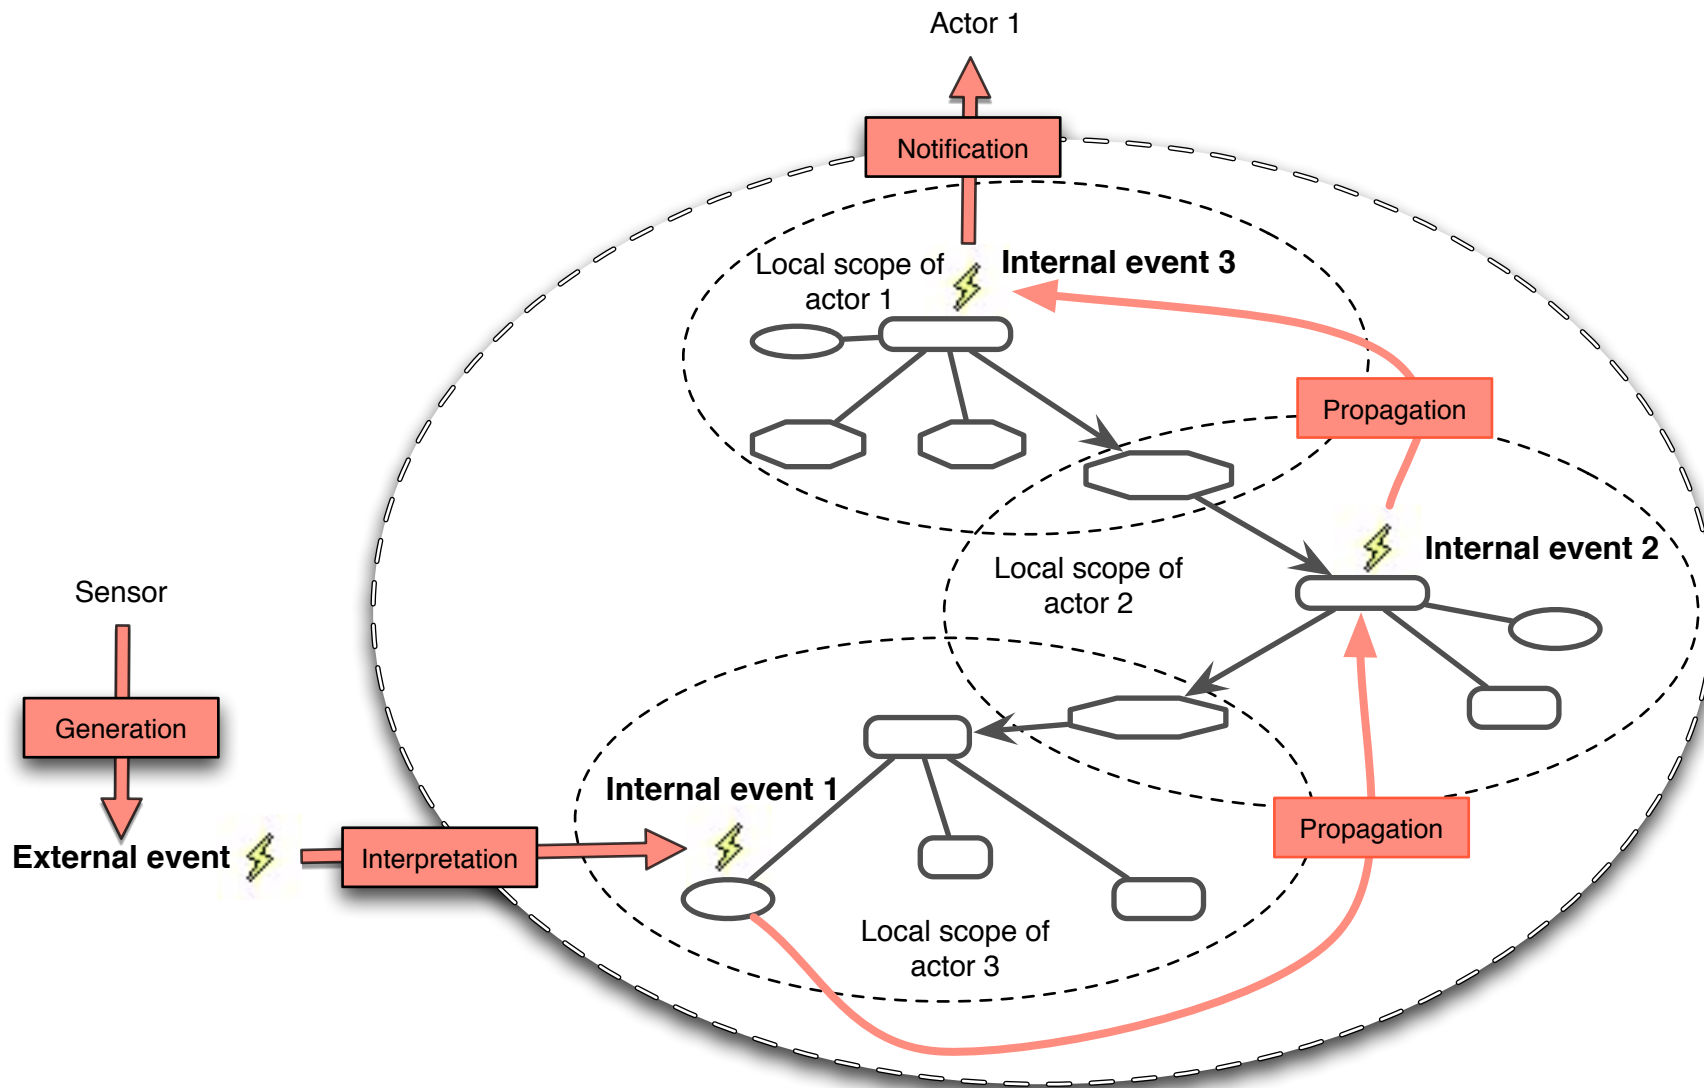 Actor 1
Notification
Local scope of
actor 1
Internal event 3
Propagation
Internal event 2
Local scope of
actor 2
Sensor
Generation
Internal event 1
Propagation
External event
Interpretation
Local scope of
actor 3